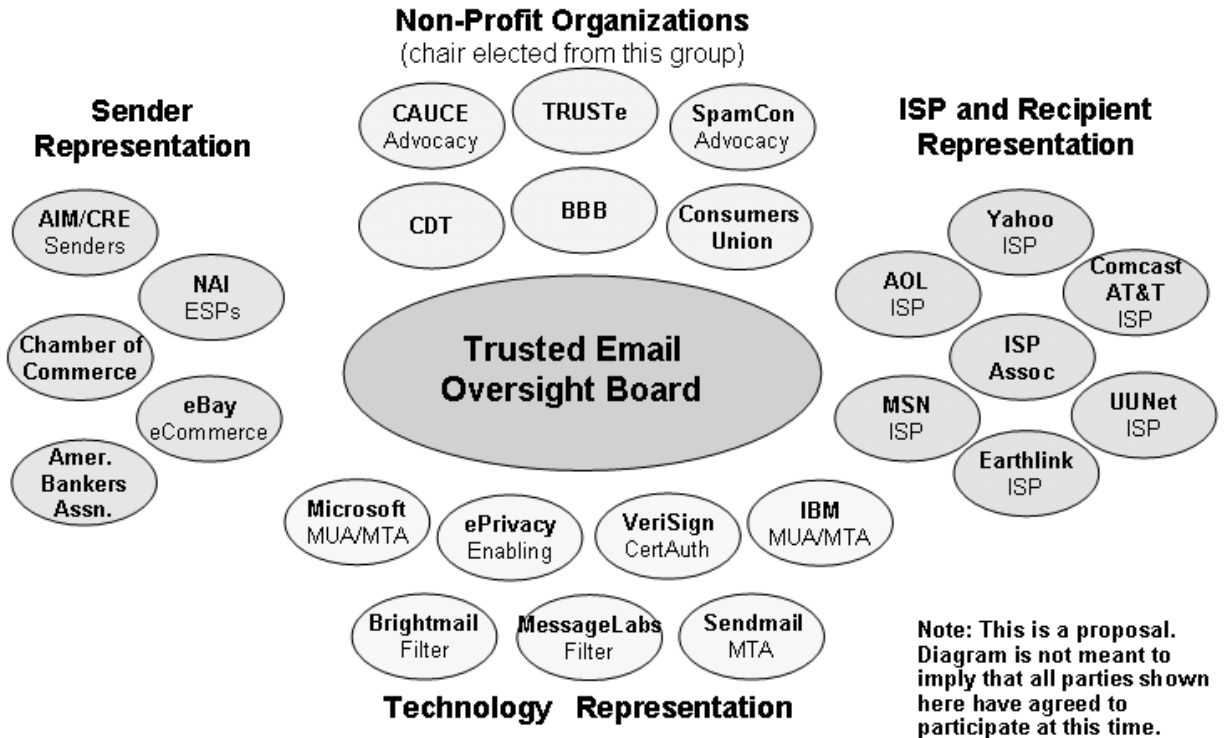 Non-Profit Organizations
(chair elected from this group)
CAUCE
Advocacy
TRUSTe
SpamCon
Advocacy
CDT
BBB
Consumers
Union
Sender
Representation
AIM/CRE
Senders
NAI
ESPs
Chamber of
Commerce
eBay
eCommerce
Amer.
Bankers
Assn.
Trusted Email
Oversight Board
ISP and Recipient
Representation
Yahoo
ISP
AOL
ISP
Comcast
AT&T
ISP
ISP
Assoc
MSN
ISP
UUNet
ISP
Earthlink
ISP
Microsoft
MUA/MTA
ePrivacy
Enabling
VeriSign
CertAuth
IBM
MUA/MTA
Brightmail
Filter
MessageLabs
Filter
Sendmail
MTA
Technology Representation
Note: This is a proposal.
Diagram is not meant to
imply that all parties shown
here have agreed to
participate at this time.